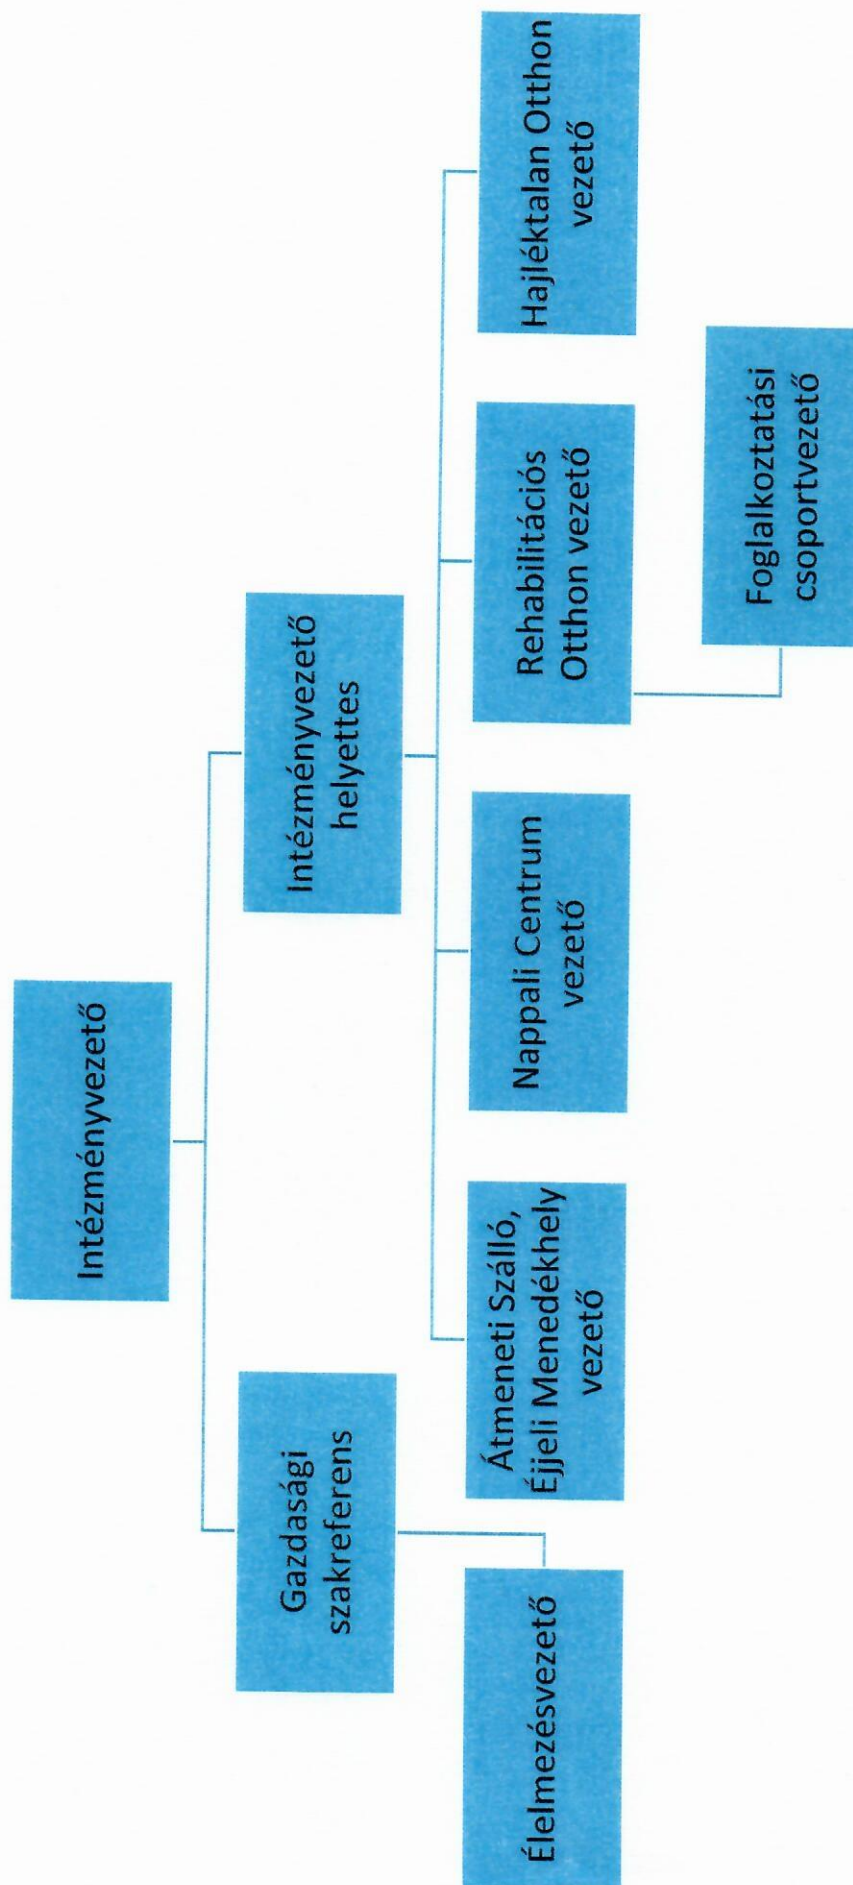 Intézményvezető
Gazdasági
szakreferens
Intézményvezető
helyettes
Élelmezésvezető
Átmeneti Szálló,
Éjjeli Menedékhely
vezető
Nappali Centrum
vezető
Rehabilitációs
Otthon vezető
Hajléktalan Otthon
vezető
Foglalkoztatási
csoportvezető